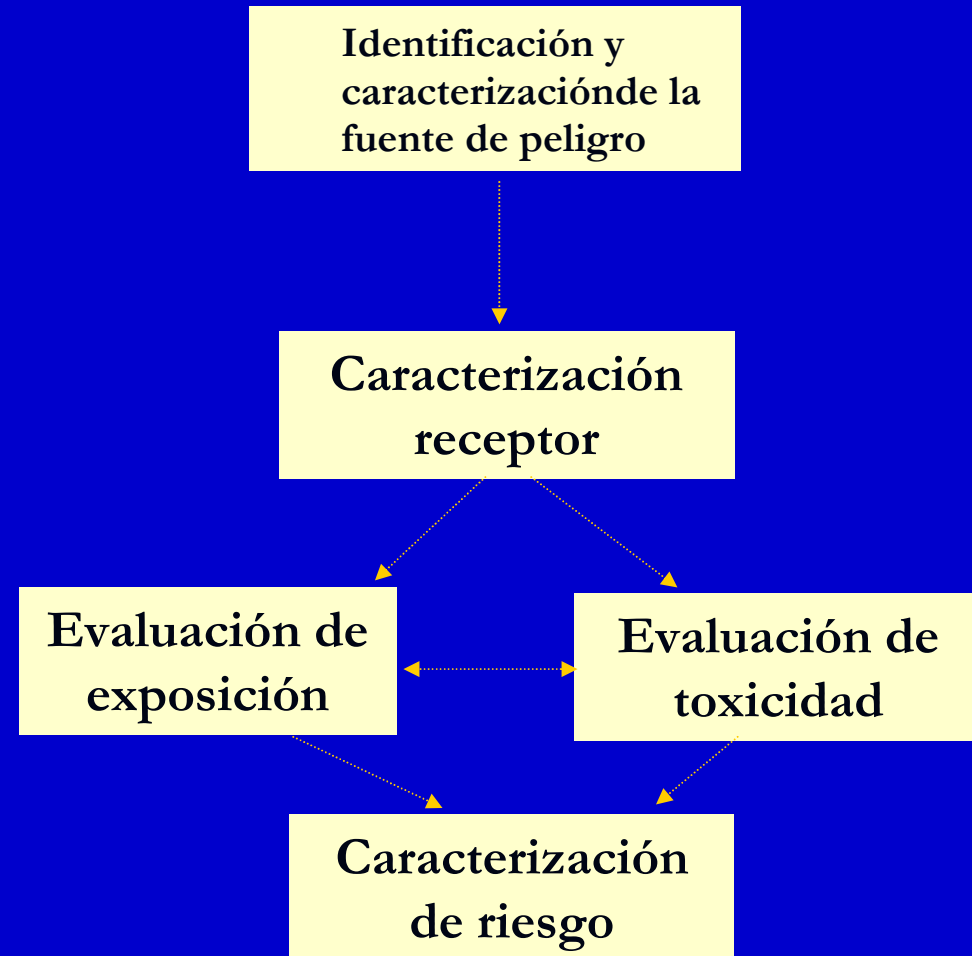 Identificación y
caracterizaciónde la
fuente de peligro
Caracterización
receptor
Evaluación de
exposición
Evaluación de
toxicidad
Caracterización
de riesgo